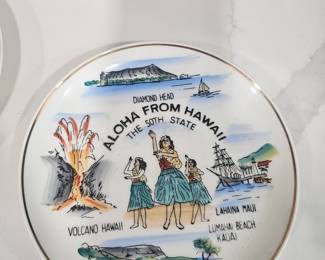 DIAMOND HEAD
ALOHA FROM HAWAII
THE 50TH STATE
VOLCANO HAWAII
LAHAINA MAUI
LUMAHAI BEACH
KAUAI